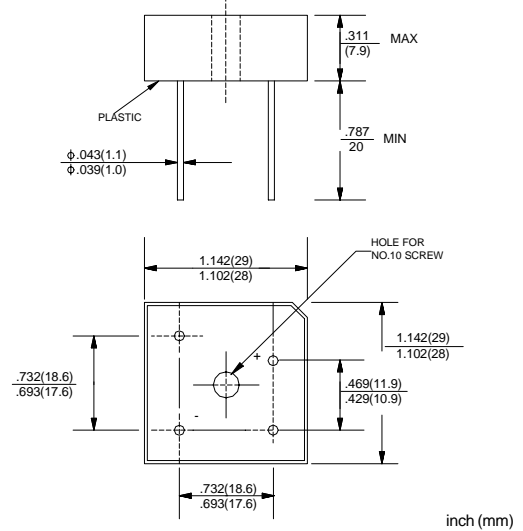 .311 MAX
(7.9)
PLASTIC
.787 MIN
20
ϕ.043(1.1)
ϕ.039(1.0)
HOLE FOR
NO.10 SCREW
1.142(29)
1.102(28)
+
1.142(29)
1.102(28)
.732(18.6)
.693(17.6)
.469(11.9)
.429(10.9)
-
.732(18.6)
.693(17.6)
inch (mm)